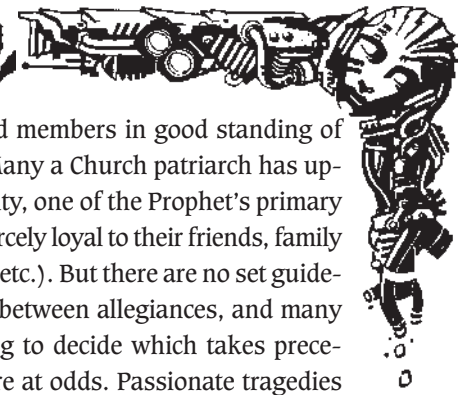 d members in good standing of
Many a Church patriarch has up-
ty, one of the Prophet's primary
rcely loyal to their friends, family
etc.). But there are no set guide-
between allegiances, and many
g to decide which takes prece-
re at odds. Passionate tragedies